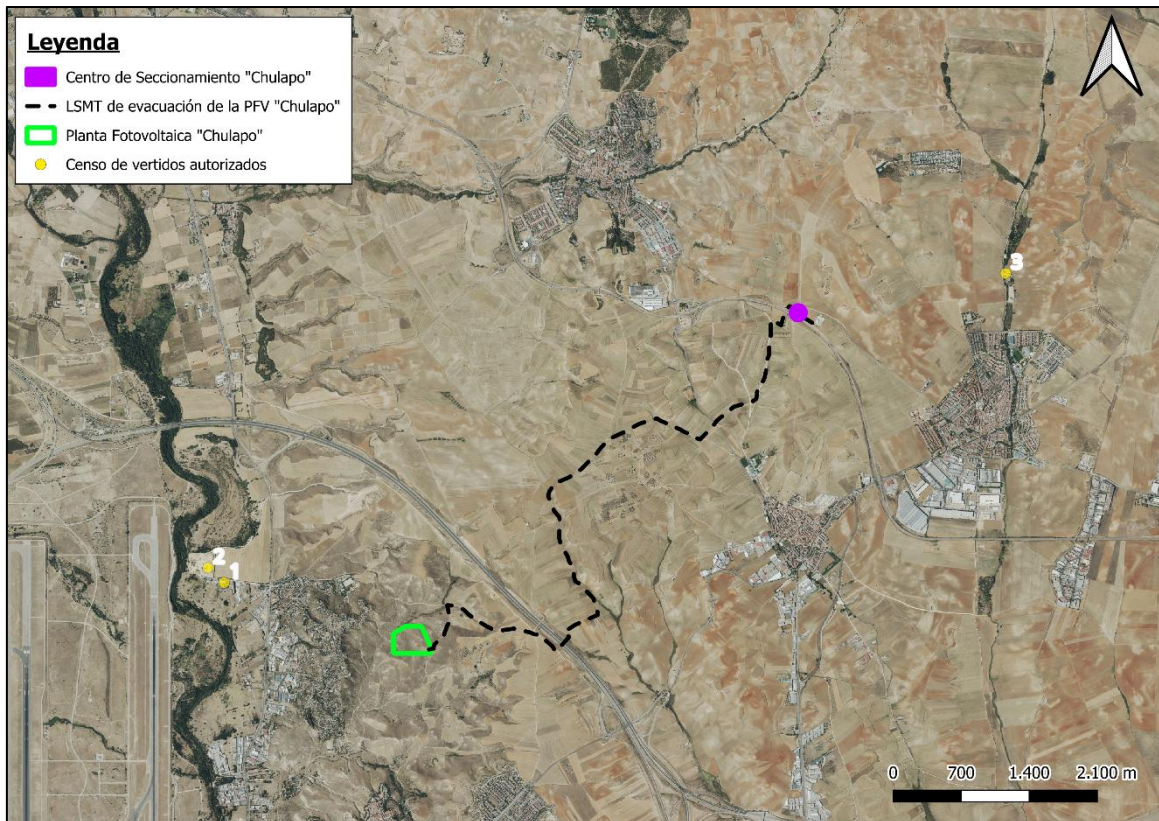 Leyenda
Centro de Seccionamiento "Chulapo"
LSMT de evacuación de la PFV "Chulapo"
Planta Fotovoltaica "Chulapo"
Censo de vertidos autorizados
3
2
1
0 700 1.400 2.100 m